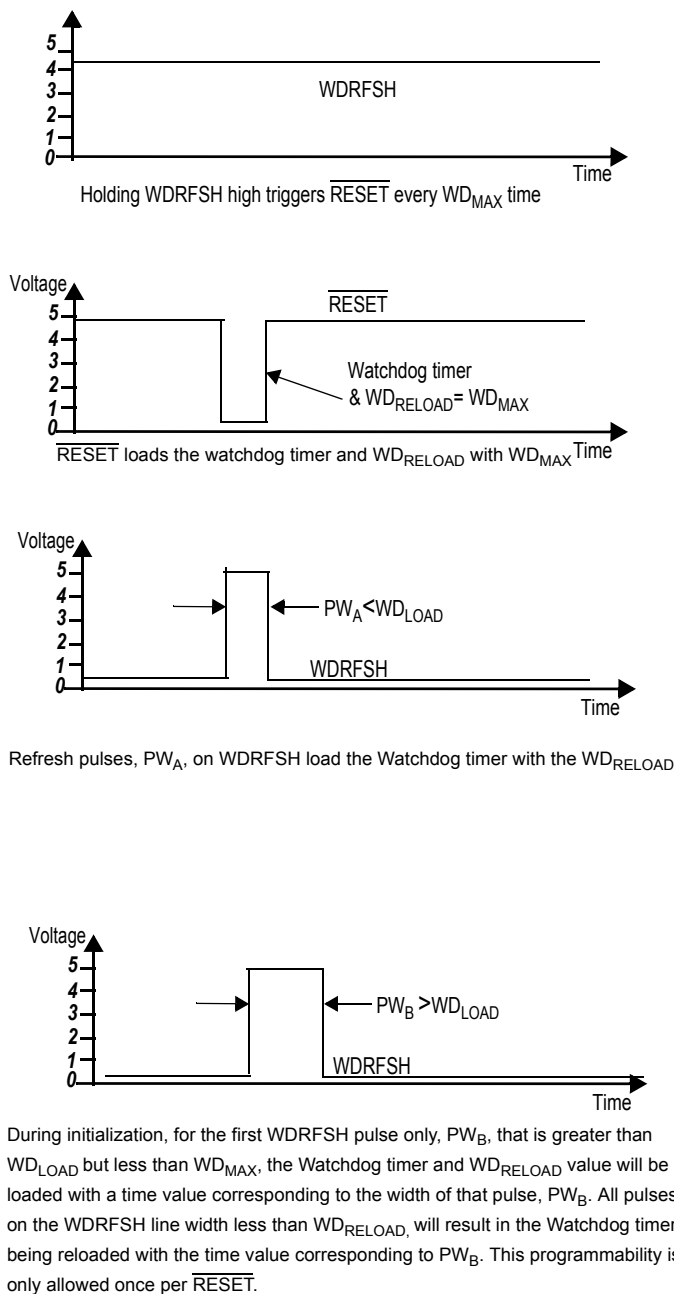 5
4
3
2
1
0
WDRFSH
Time
Holding WDRFSH high triggers RESET every WDMAX time
Voltage
5
4
3
2
1
0
RESET
Watchdog timer
& WDRELOAD= WDMAX
Time
RESET loads the watchdog timer and WDRELOAD with WDMAX
Voltage
5
4
3
2
1
0
PWA<WDLOAD
WDRFSH
Time
Refresh pulses, PWA, on WDRFSH load the Watchdog timer with the WDRELOAD
Voltage
5
4
3
2
1
0
PWB >WDLOAD
WDRFSH
Time
During initialization, for the first WDRFSH pulse only, PWB, that is greater than
WDLOAD but less than WDMAX, the Watchdog timer and WDRELOAD value will be
loaded with a time value corresponding to the width of that pulse, PWB. All pulses
on the WDRFSH line width less than WDRELOAD, will result in the Watchdog timer
being reloaded with the time value corresponding to PWB. This programmability is
only allowed once per RESET.